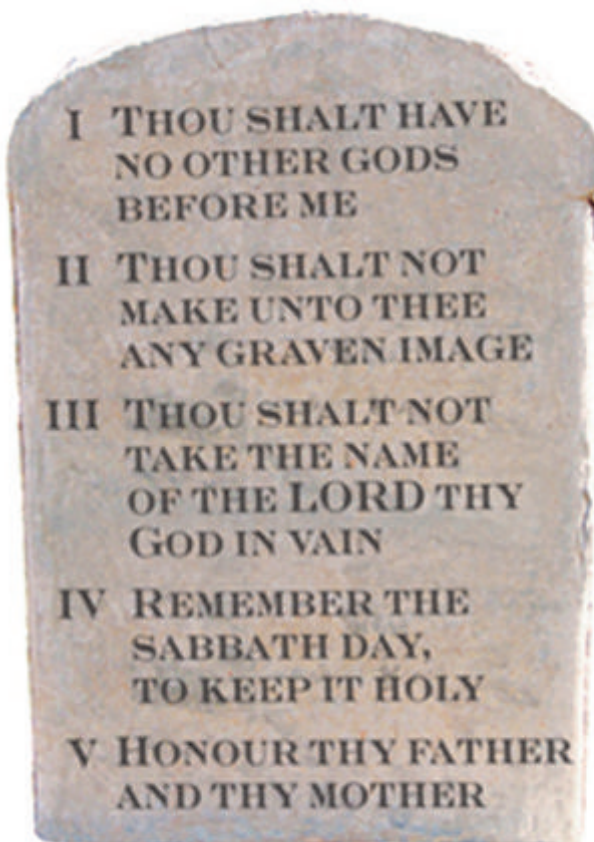 I THOU SHALT HAVE
NO OTHER GODS
BEFORE ME
II THOU SHALT NOT
MAKE UNTO THEE
ANY GRAVEN IMAGE
III THOU SHALT NOT
TAKE THE NAME
OF THE LORD THY
GOD IN VAIN
IV REMEMBER THE
SABBATH DAY,
TO KEEP IT HOLY
V HONOUR THY FATHER
AND THY MOTHER